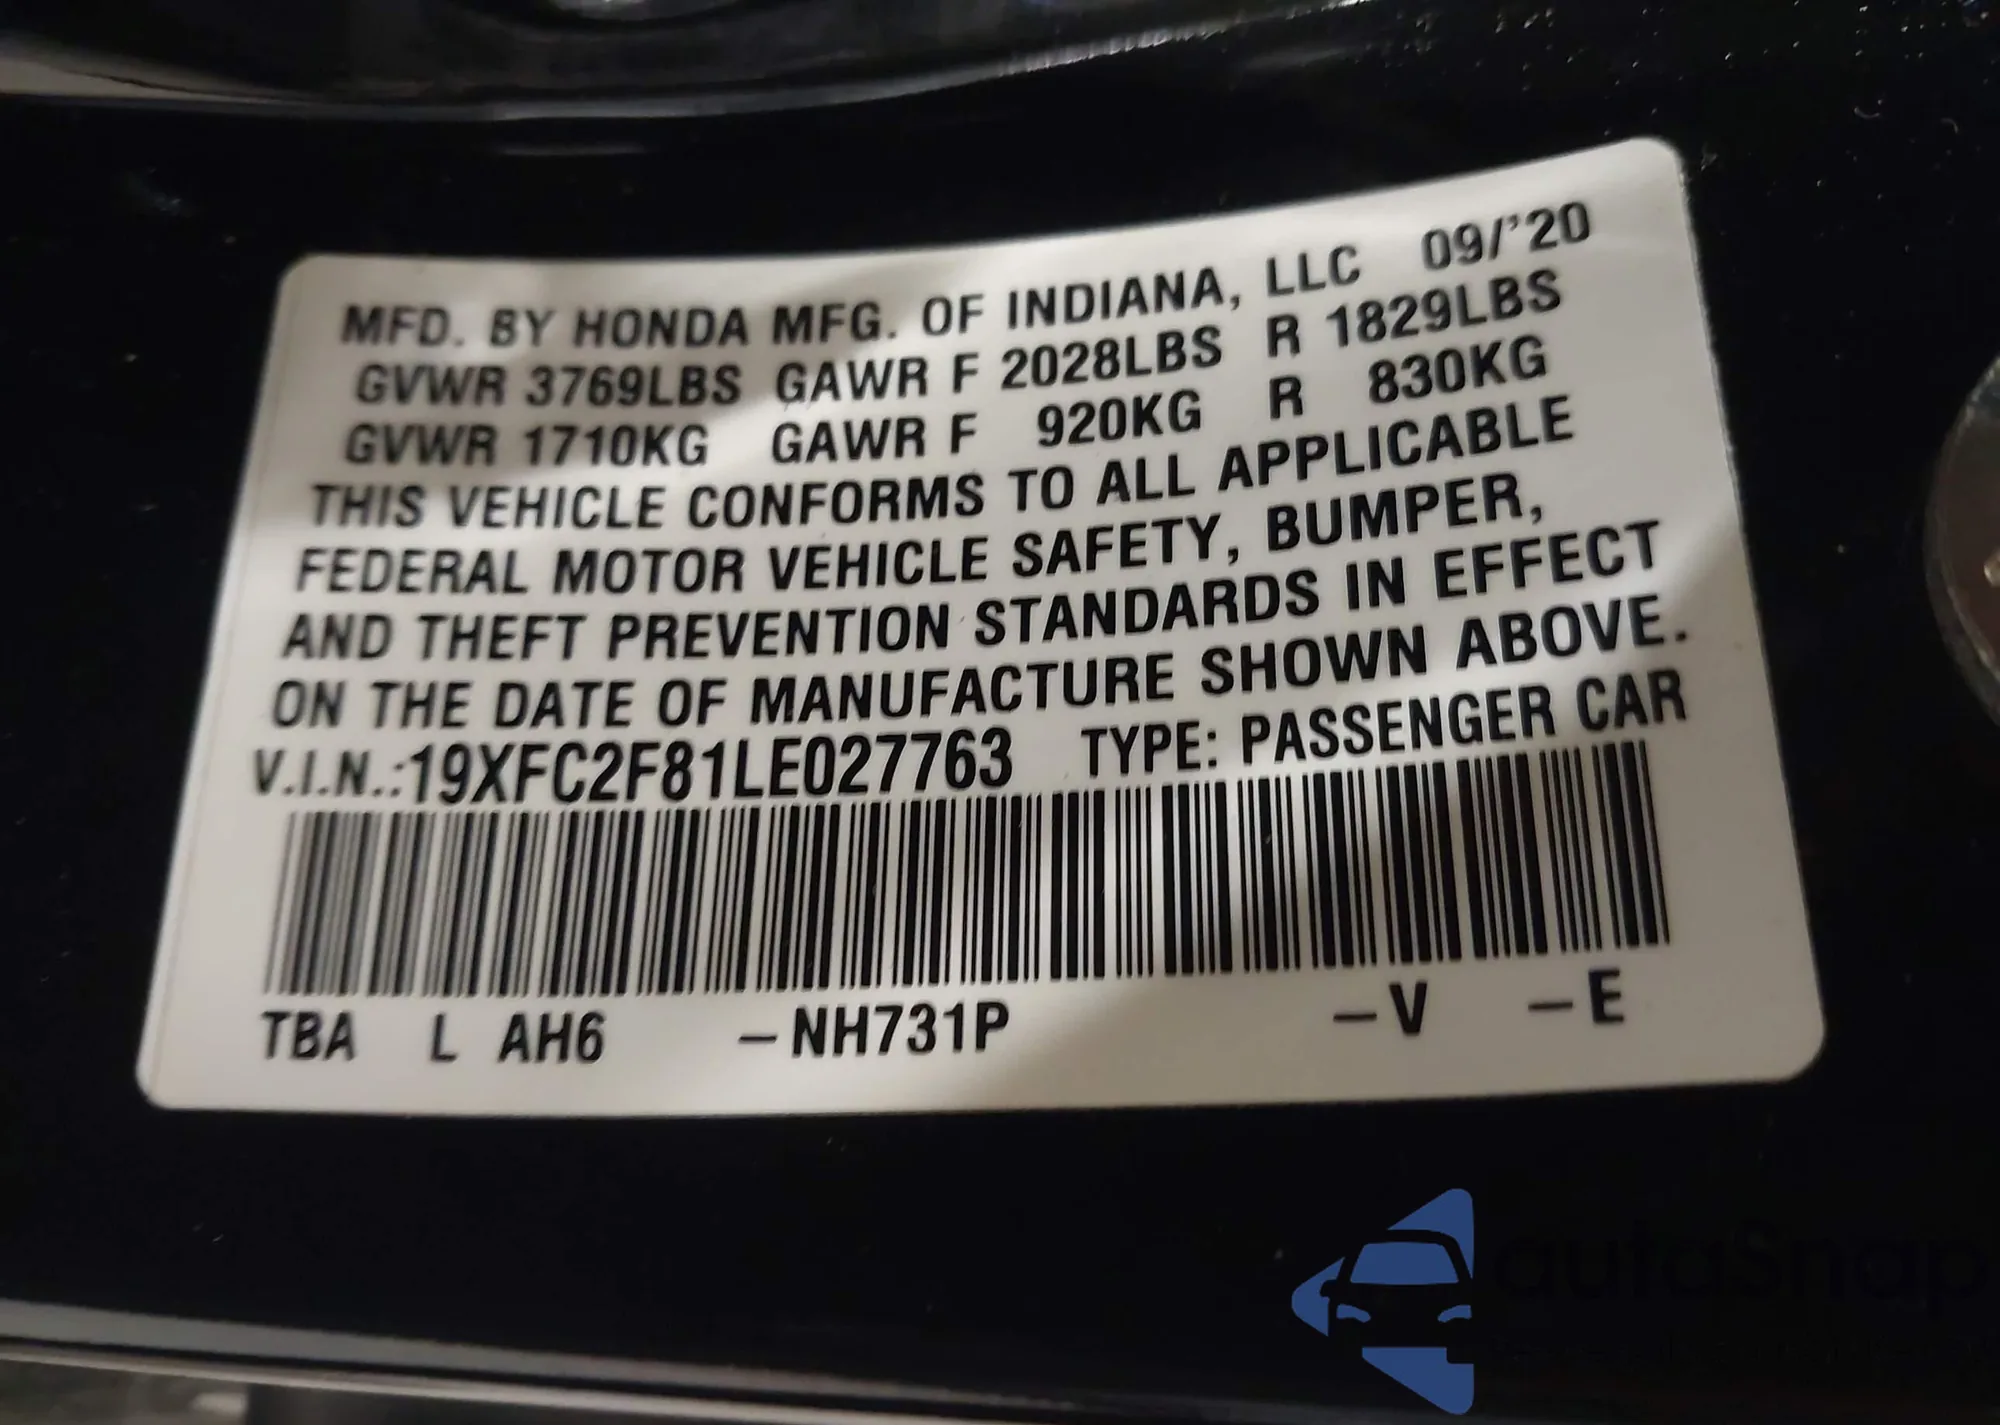 MFD. BY HONDA MFG. OF INDIANA, LLC 09/'20
GVWR 3769LBS GAWR F 2028LBS R 1829LBS
GVWR 1710KG GAWR F 920KG R 830KG
THIS VEHICLE CONFORMS TO ALL APPLICABLE
FEDERAL MOTOR VEHICLE SAFETY, BUMPER,
AND THEFT PREVENTION STANDARDS IN EFFECT
ON THE DATE OF MANUFACTURE SHOWN ABOVE.
V.I.N.:19XFC2F81LE027763 TYPE: PASSENGER CAR
TBA L AH6 –NH731P –V –E
autoSnap